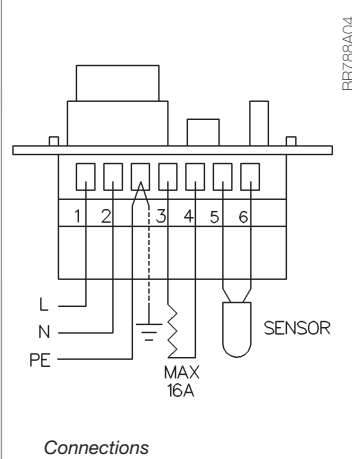 BR788A04
1 2 3 4 5 6
L
N
PE
SENSOR
MAX
16A
Connections